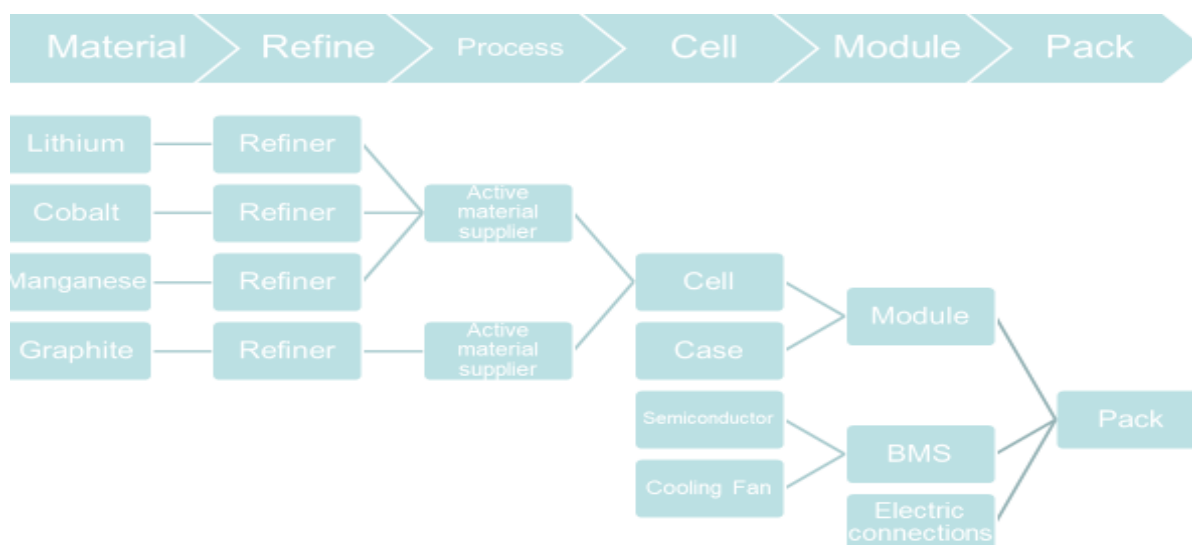 Material Refine Process Cell Module Pack
Lithium Refiner
Cobalt Refiner
Active
material
supplier
Manganese Refiner
Cell
Module
Graphite Refiner
Active
material
supplier
Case
Semiconductor
Pack
BMS
Cooling Fan
Electric
connections